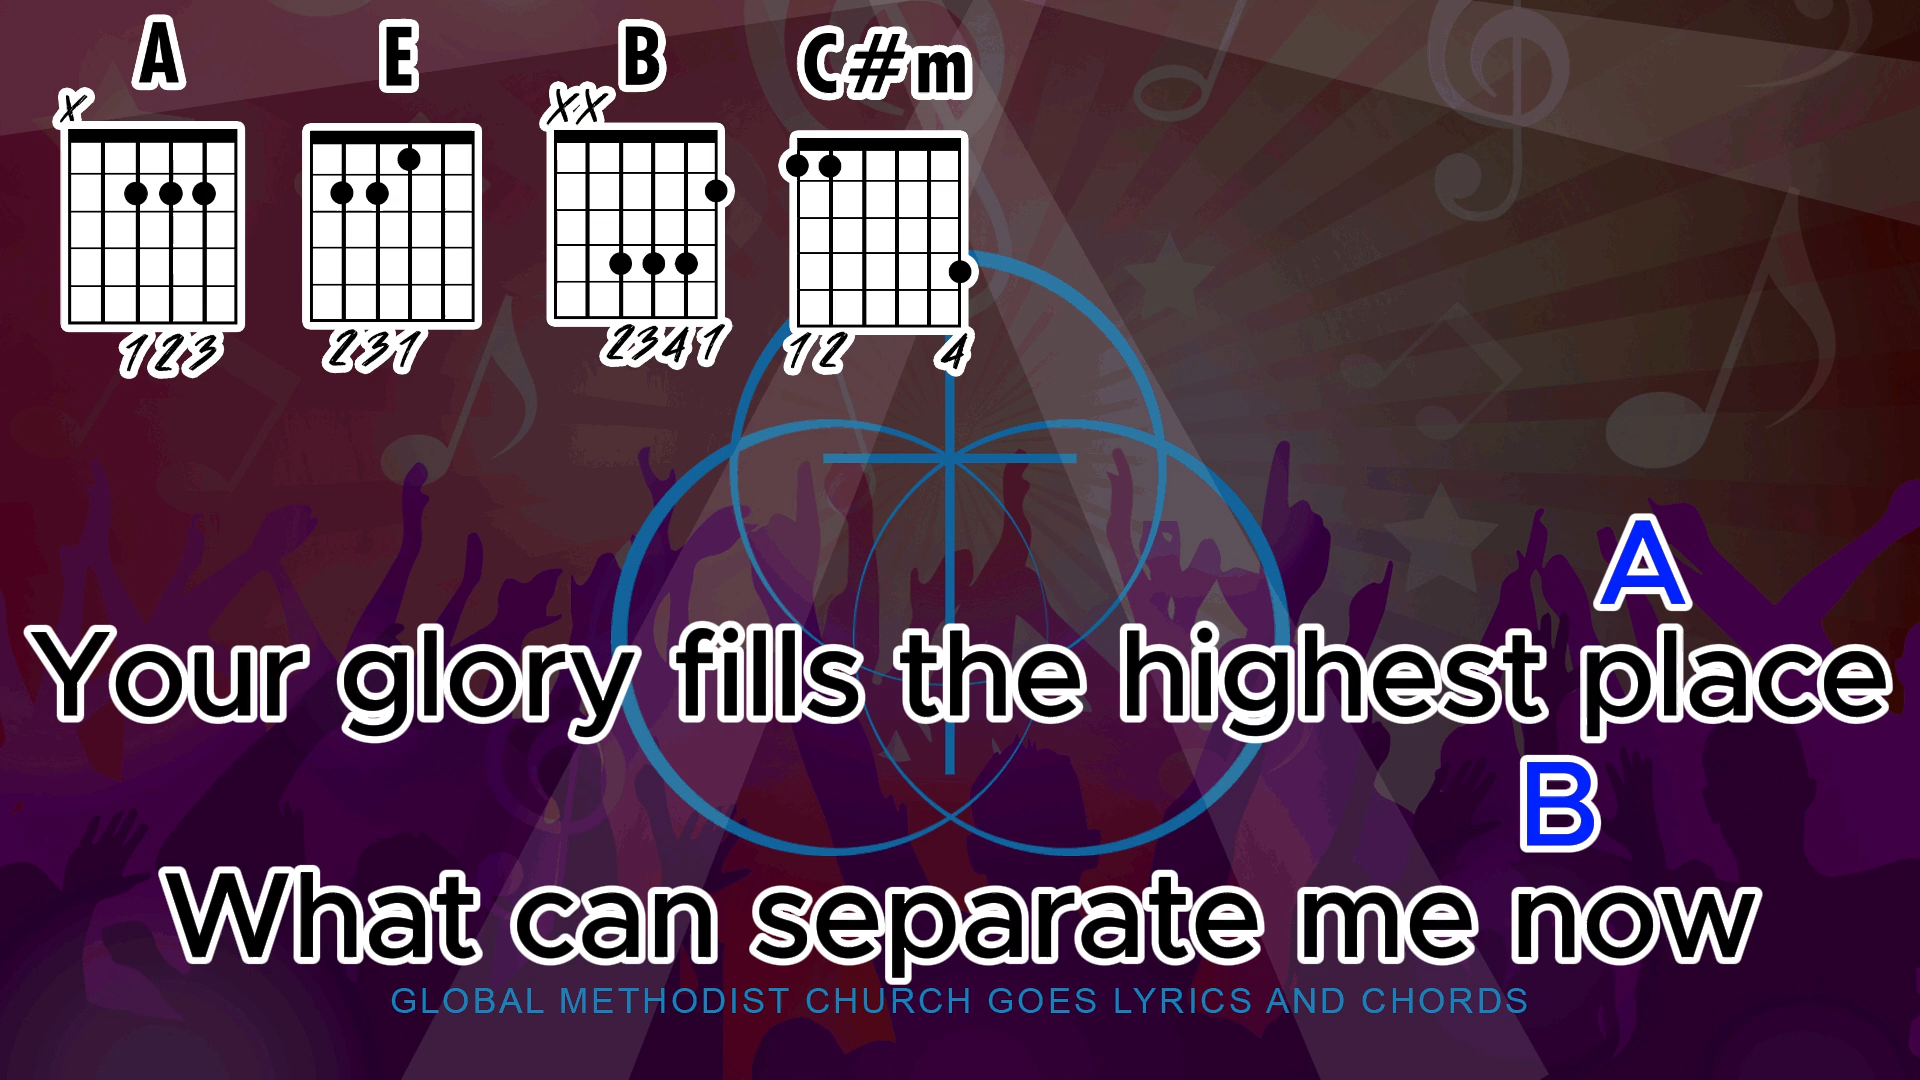 A E B C#m
X XX
123 231 2341 12 4
A
Your glory fills the highest place
B
What can separate me now
GLOBAL METHODIST CHURCH GOES LYRICS AND CHORDS